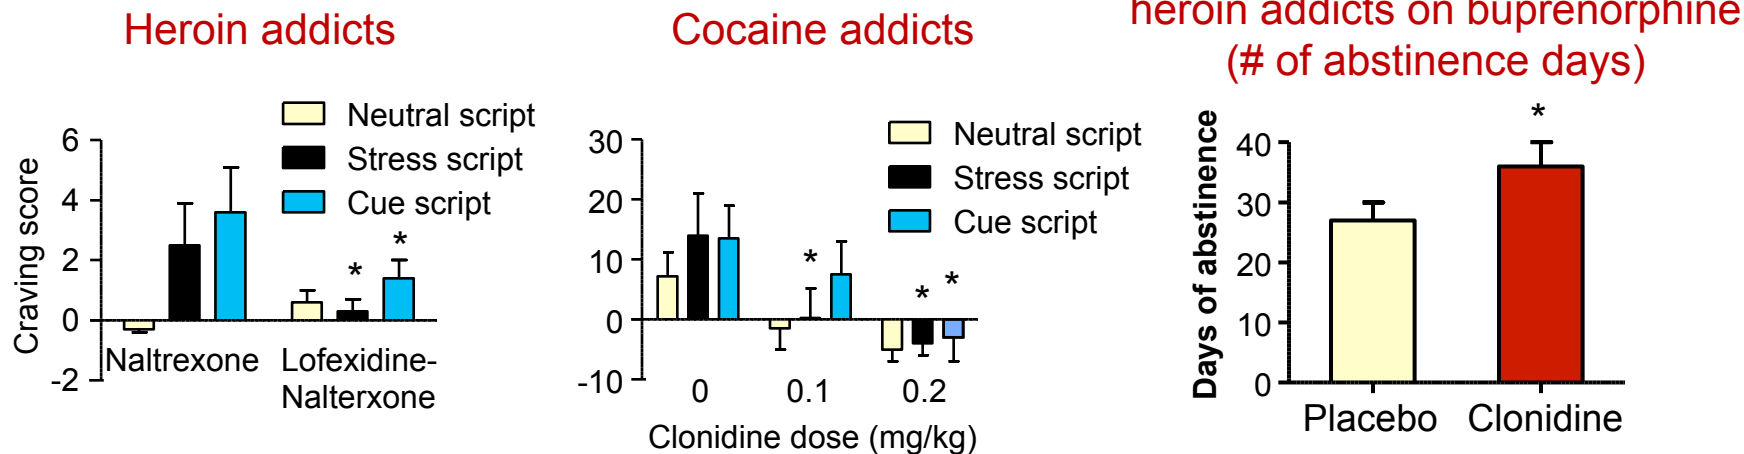 Heroin addicts
Neutral script
Stress script
Cue script
Craving score
6
4
2
0
-2
*
*
Naltrexone
Lofexidine-
Nalterxone
Cocaine addicts
Neutral script
Stress script
Cue script
30
20
10
0
-10
*
*
*
0
0.1
0.2
Clonidine dose (mg/kg)
heroin addicts on buprenorphine
(# of abstinence days)
Days of abstinence
40
30
20
10
0
*
Placebo
Clonidine